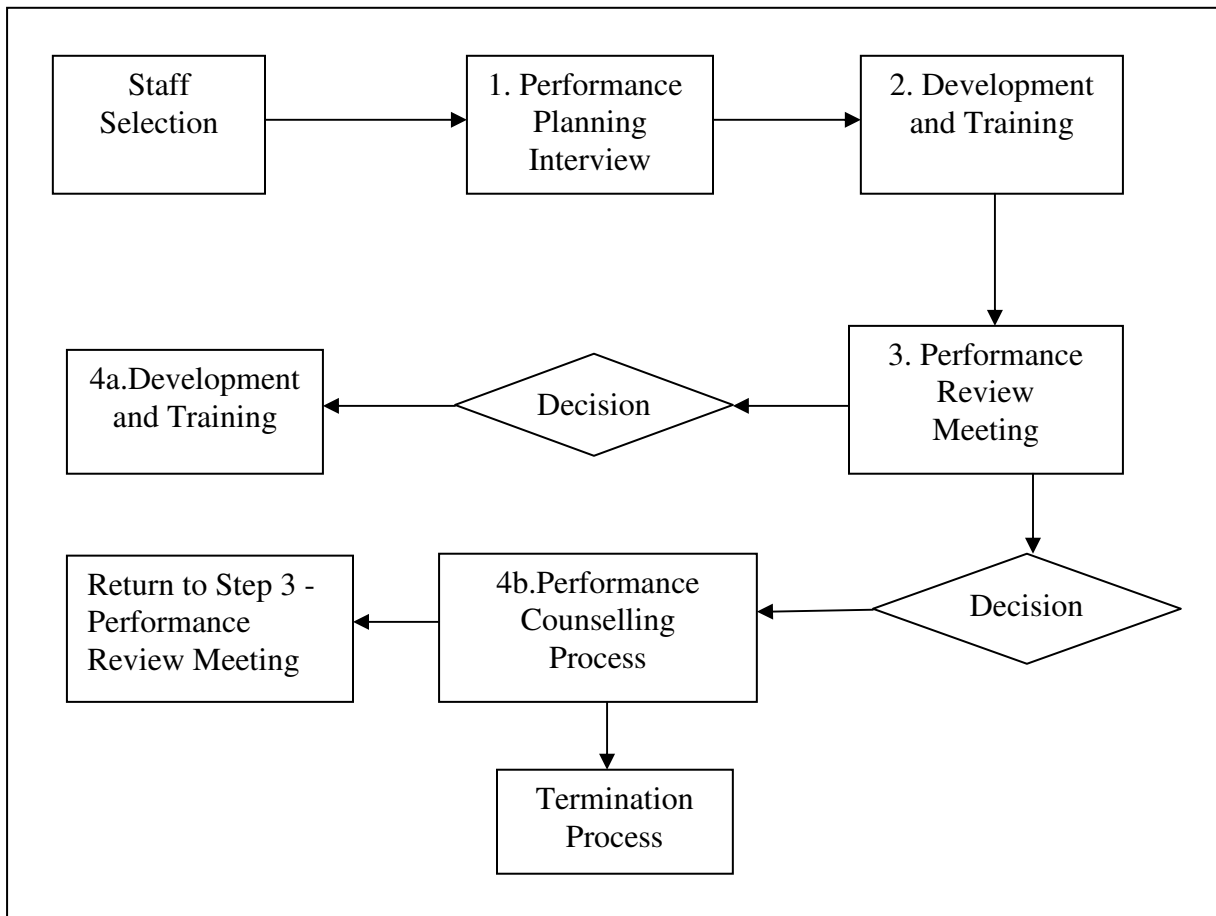 Staff
Selection
1. Performance
Planning
Interview
2. Development
and Training
3. Performance
Review
Meeting
Decision
4a.Development
and Training
Decision
4b.Performance
Counselling
Process
Return to Step 3 -
Performance
Review Meeting
Termination
Process